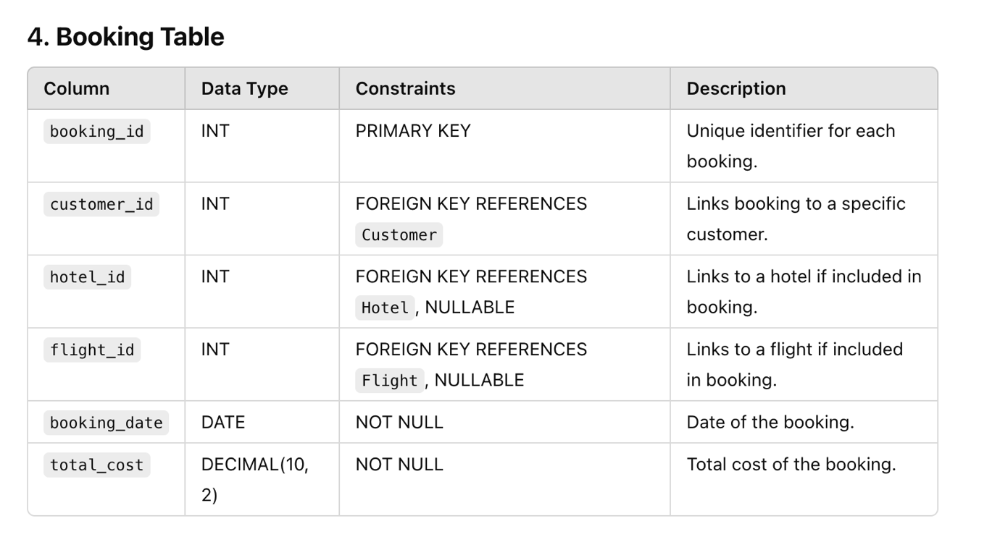 4. Booking Table
Column Data Type Constraints Description
booking_id INT PRIMARY KEY Unique identifier for each
booking.
customer_id INT FOREIGN KEY REFERENCES Links booking to a specific
Customer customer.
hotel_id INT FOREIGN KEY REFERENCES Links to a hotel if included in
Hotel , NULLABLE booking.
flight_id INT FOREIGN KEY REFERENCES Links to a flight if included
Flight , NULLABLE in booking.
booking_date DATE NOT NULL Date of the booking.
total_cost DECIMAL(10, NOT NULL Total cost of the booking.
2)